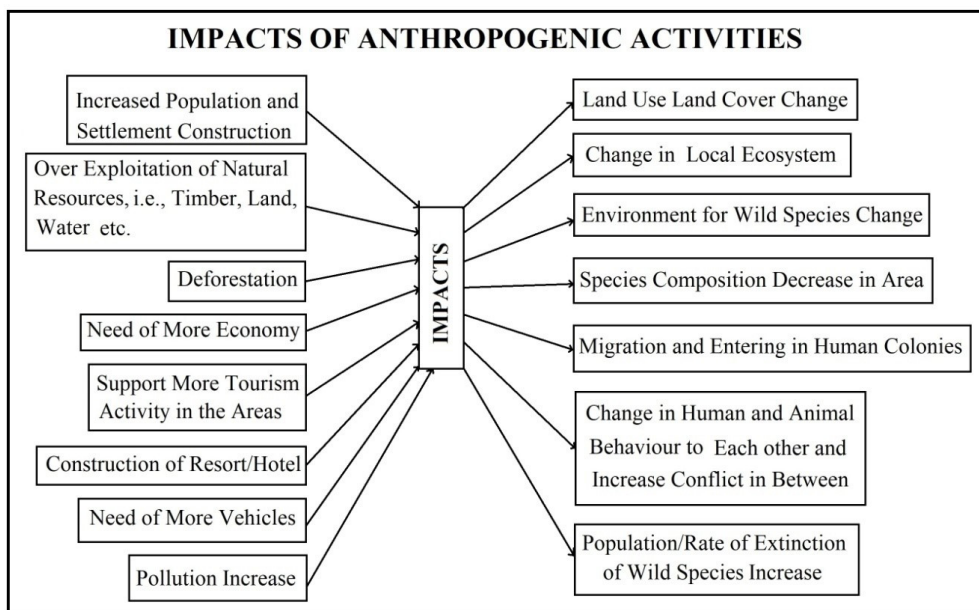 IMPACTS OF ANTHROPOGENIC ACTIVITIES
Increased Population and
Settlement Construction
Over Exploitation of Natural
Resources, i.e., Timber, Land,
Water etc.
Deforestation
Need of More Economy
Support More Tourism
Activity in the Areas
Construction of Resort/Hotel
Need of More Vehicles
Pollution Increase
IMPACTS
Land Use Land Cover Change
Change in Local Ecosystem
Environment for Wild Species Change
Species Composition Decrease in Area
Migration and Entering in Human Colonies
Change in Human and Animal
Behaviour to Each other and
Increase Conflict in Between
Population/Rate of Extinction
of Wild Species Increase